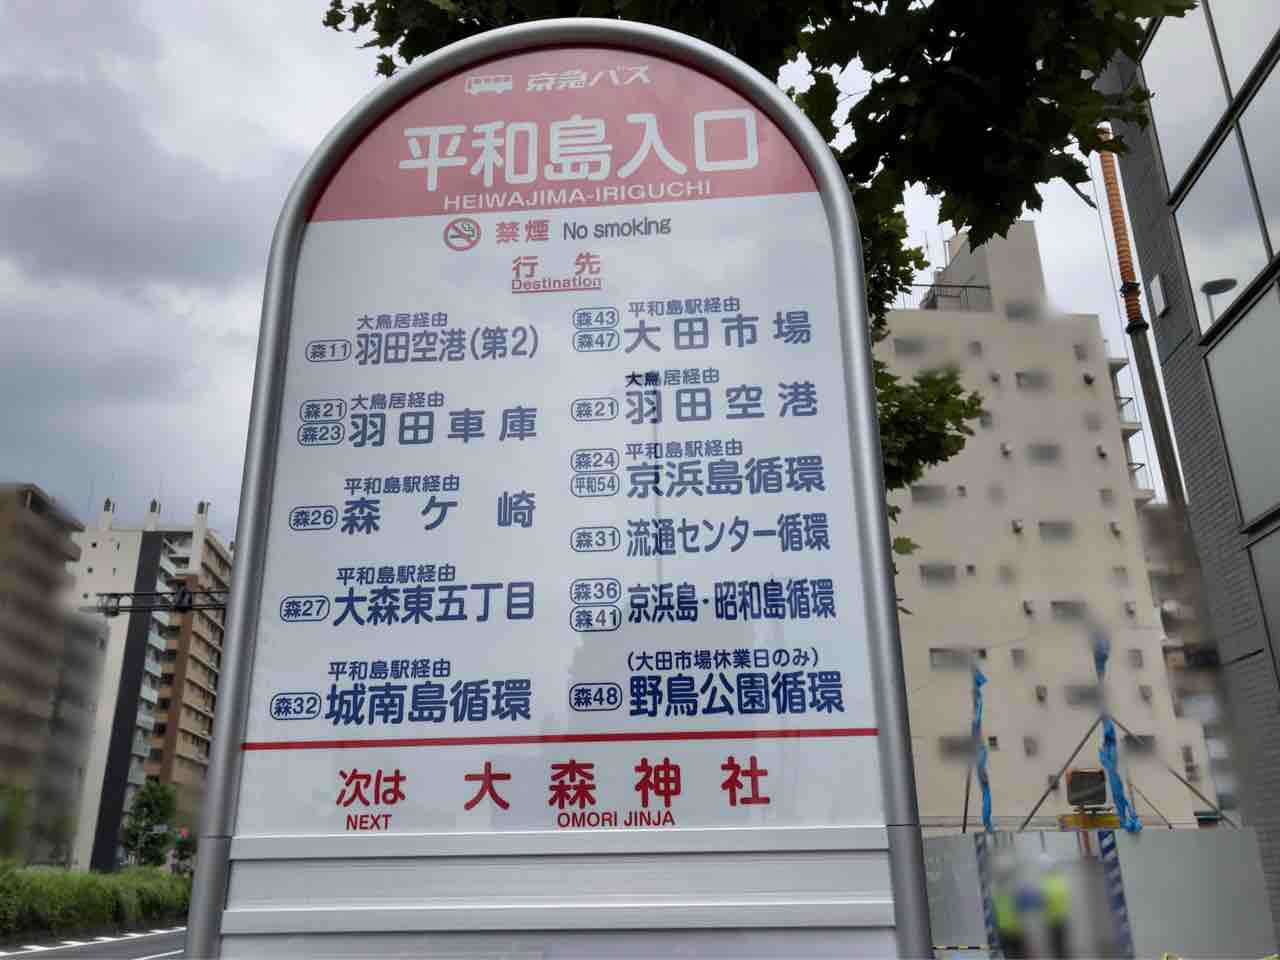 京急バス
平和島入口
HEIWAJIMA-IRIGUCHI
禁煙 No smoking
行先
Destination
大鳥居経由
森11 羽田空港(第2)
森21 大鳥居経由
森23 羽田車庫
平和島駅経由
森26 森ケ崎
平和島駅経由
森27 大森東五丁目
平和島駅経由
森32 城南島循環
森43 平和島駅経由
森47 大田市場
大鳥居経由
森21 羽田空港
森24 平和島駅経由
平和54 京浜島循環
森31 流通センター循環
森36
森41 京浜島・昭和島循環
(大田市場休業日のみ)
森48 野鳥公園循環
次は 大森神社
NEXT OMORI JINJA